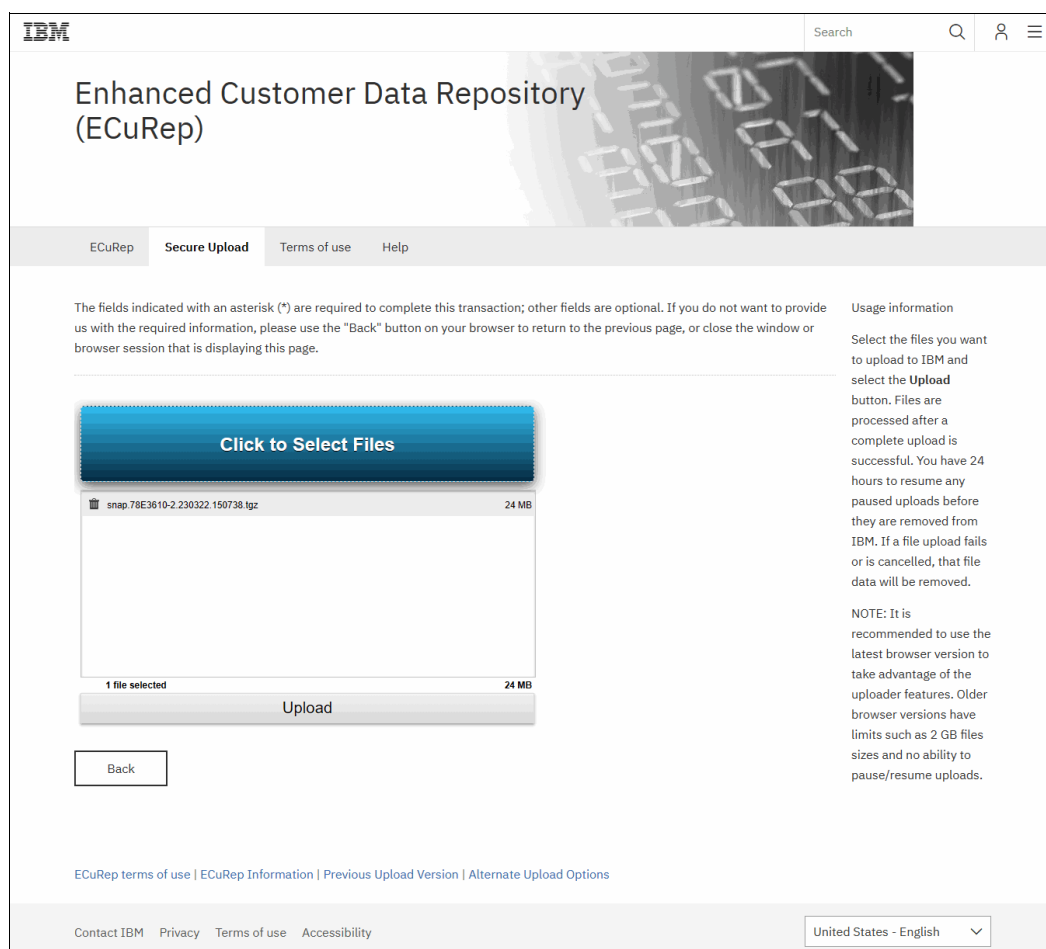 IBM
Search
Enhanced Customer Data Repository
(ECuRep)
ECuRep Secure Upload Terms of use Help
The fields indicated with an asterisk (*) are required to complete this transaction; other fields are optional. If you do not want to provide
us with the required information, please use the "Back" button on your browser to return to the previous page, or close the window or
browser session that is displaying this page.
Click to Select Files
snap.78E3610-2.230322.150738.tgz 24 MB
1 file selected 24 MB
Upload
Back
Usage information
Select the files you want
to upload to IBM and
select the Upload
button. Files are
processed after a
complete upload is
successful. You have 24
hours to resume any
paused uploads before
they are removed from
IBM. If a file upload fails
or is cancelled, that file
data will be removed.
NOTE: It is
recommended to use the
latest browser version to
take advantage of the
uploader features. Older
browser versions have
limits such as 2 GB files
sizes and no ability to
pause/resume uploads.
ECuRep terms of use | ECuRep Information | Previous Upload Version | Alternate Upload Options
Contact IBM Privacy Terms of use Accessibility
United States - English